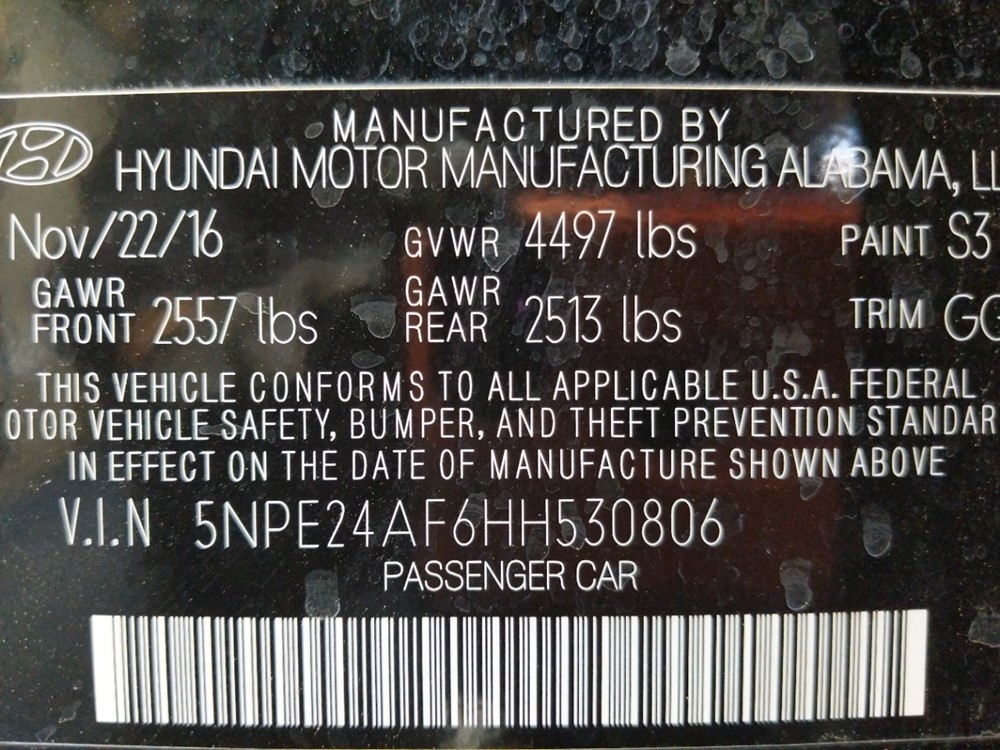 MANUFACTURED BY
HYUNDAI MOTOR MANUFACTURING ALABAMA, LL
Nov/22/16 GVWR 4497 lbs PAINT S3
GAWR FRONT 2557 lbs GAWR REAR 2513 lbs TRIM GG
THIS VEHICLE CONFORMS TO ALL APPLICABLE U.S.A. FEDERAL
OTOR VEHICLE SAFETY, BUMPER, AND THEFT PREVENTION STANDAR
IN EFFECT ON THE DATE OF MANUFACTURE SHOWN ABOVE
V.I.N 5NPE24AF6HH530806
PASSENGER CAR